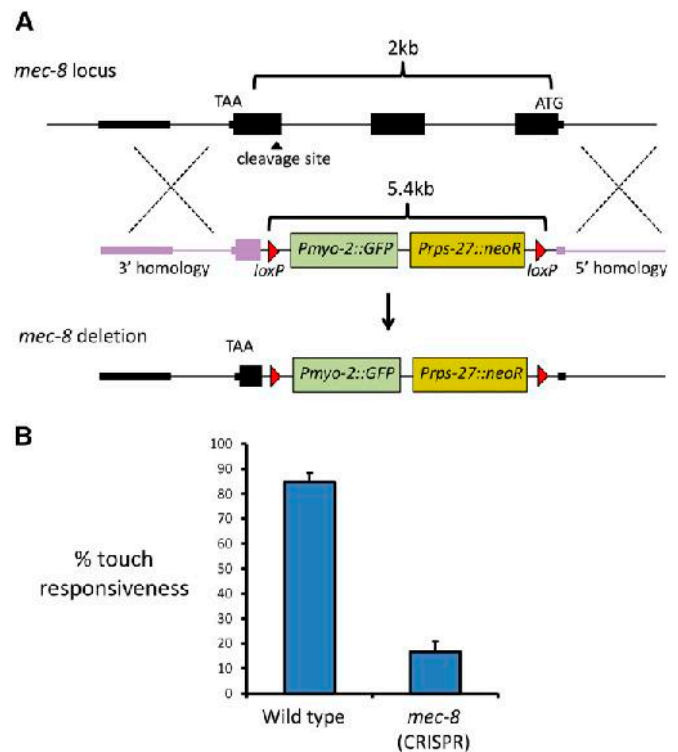 A
2kb
mec-8 locus
TAA
ATG
cleavage site
5.4kb
Pmyo-2::GFP
Prps-27::neoR
3' homology
loxP
loxP
5' homology
mec-8 deletion
TAA
Pmyo-2::GFP
Prps-27::neoR
B
100
90
80
70
60
50
40
30
20
10
0
% touch
responsiveness
Wild type
mec-8
(CRISPR)